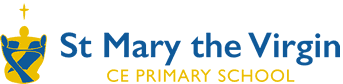 St Mary the Virgin
CE PRIMARY SCHOOL